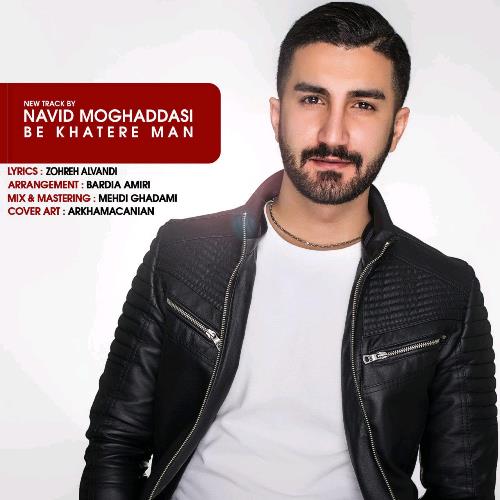 NEW TRACK BY
NAVID MOGHADDASI
BE KHATERE MAN
LYRICS : ZOHREH ALVANDI
ARRANGEMENT : BARDIA AMIRI
MIX & MASTERING : MEHDI GHADAMI
COVER ART : ARKHAMACANIAN